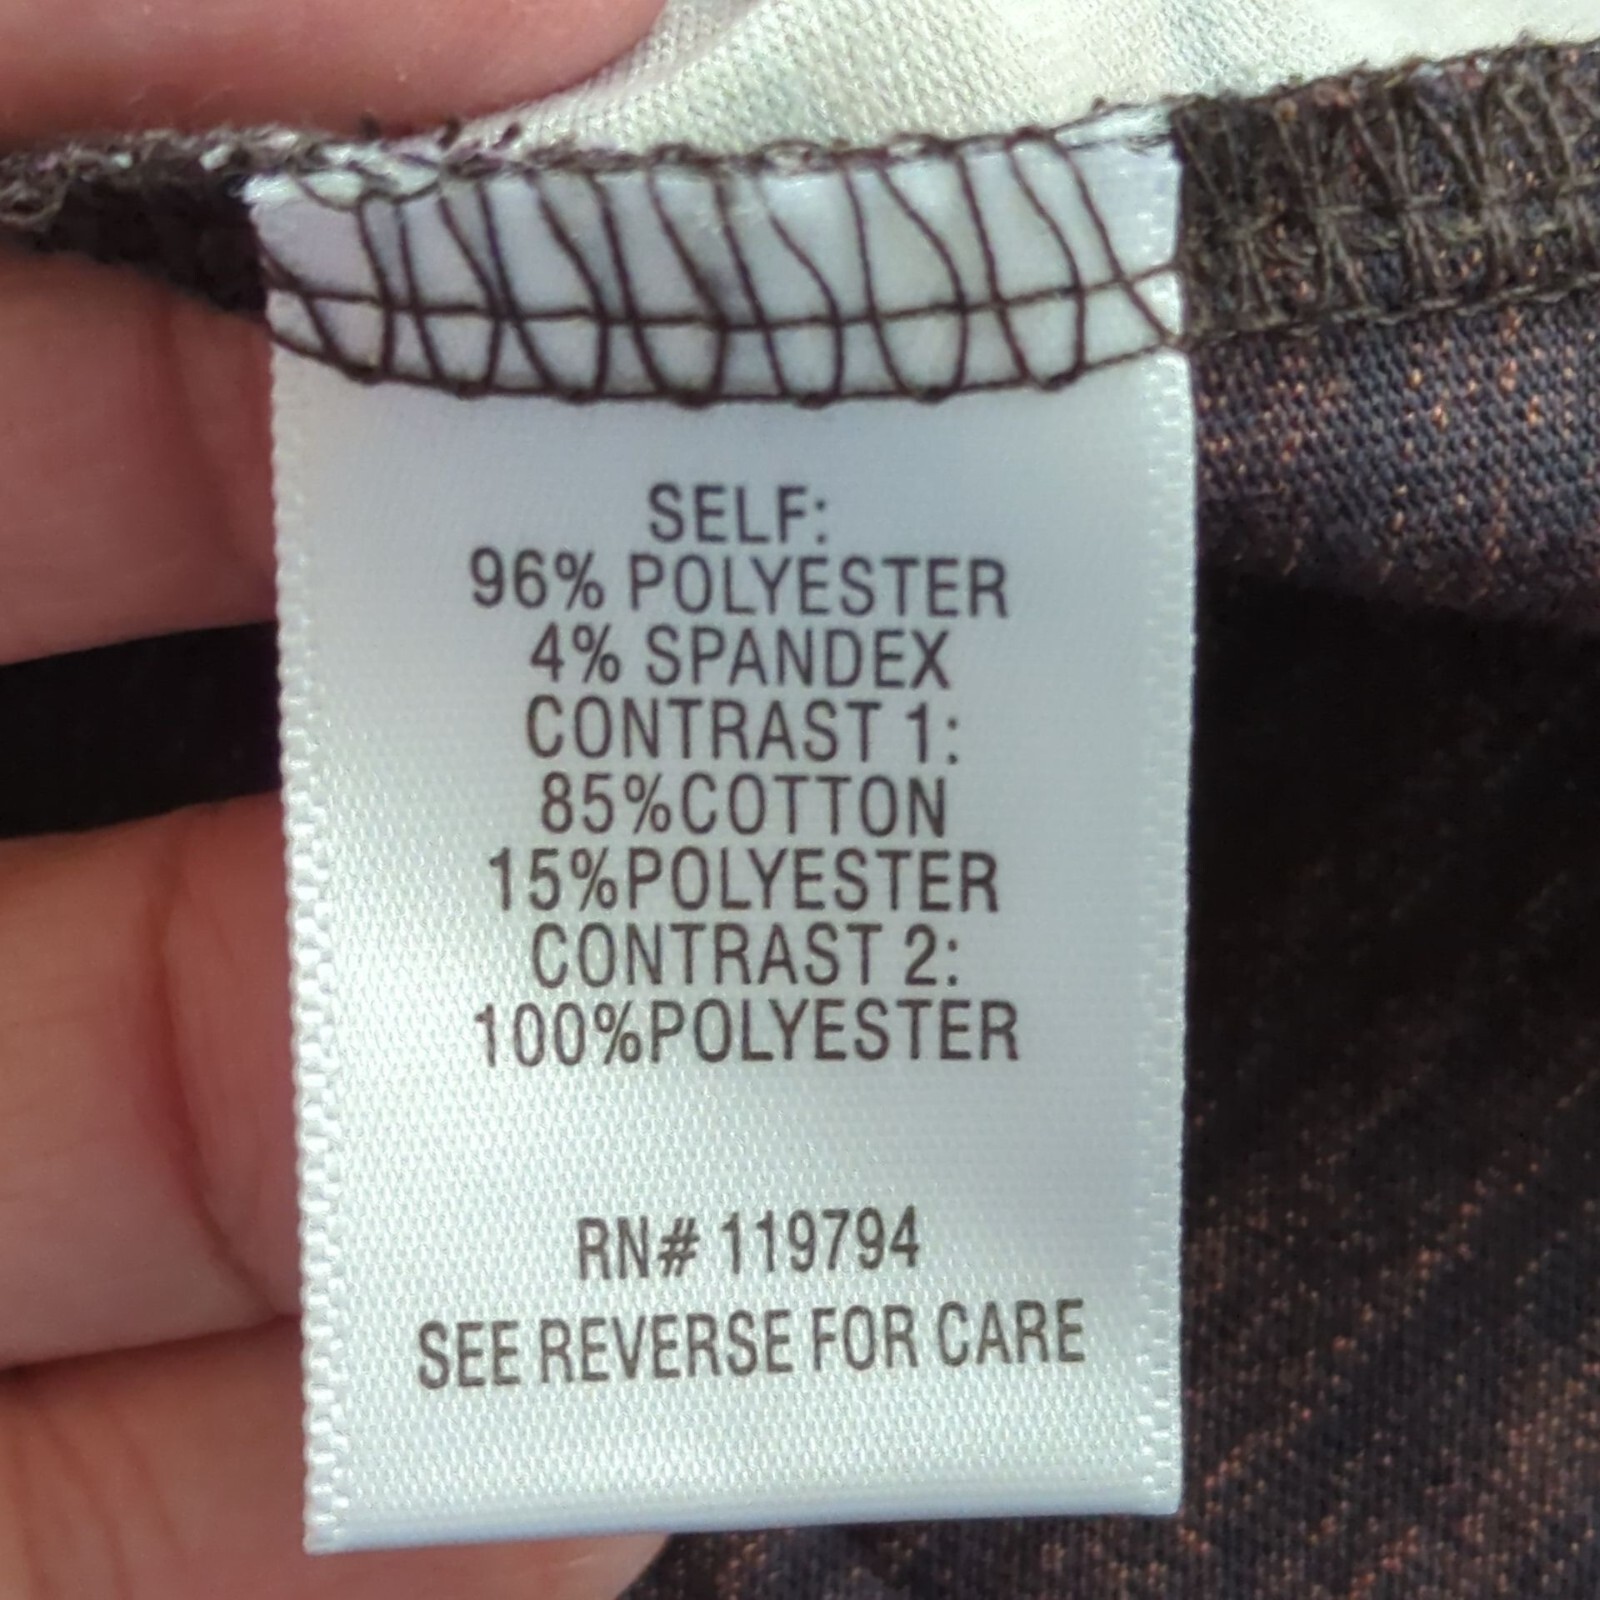 SELF:
96% POLYESTER
4% SPANDEX
CONTRAST 1:
85%COTTON
15%POLYESTER
CONTRAST 2:
100%POLYESTER
RN# 119794
SEE REVERSE FOR CARE